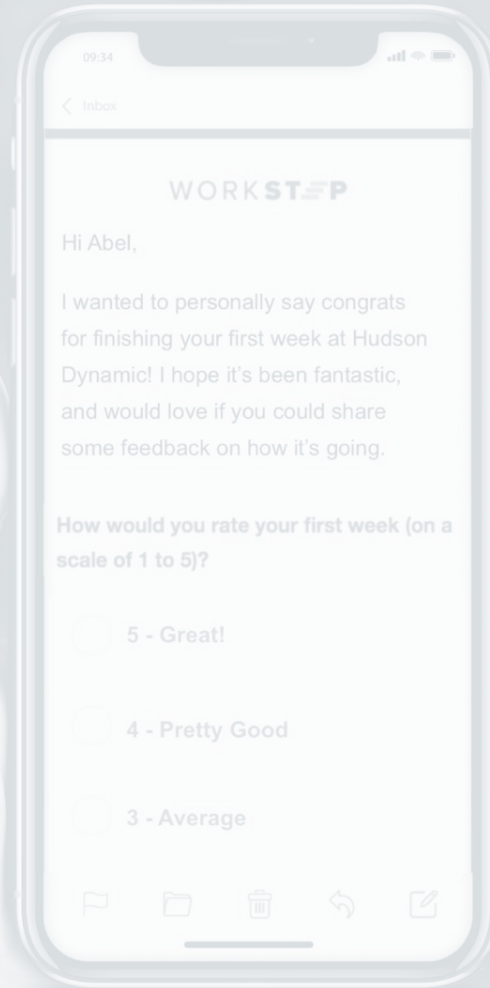 09:34
Inbox
WORKSTEP
Hi Abel,
I wanted to personally say congrats
for finishing your first week at Hudson
Dynamic! I hope it's been fantastic,
and would love if you could share
some feedback on how it's going.
How would you rate your first week (on a
scale of 1 to 5)?
5 - Great!
4 - Pretty Good
3 - Average